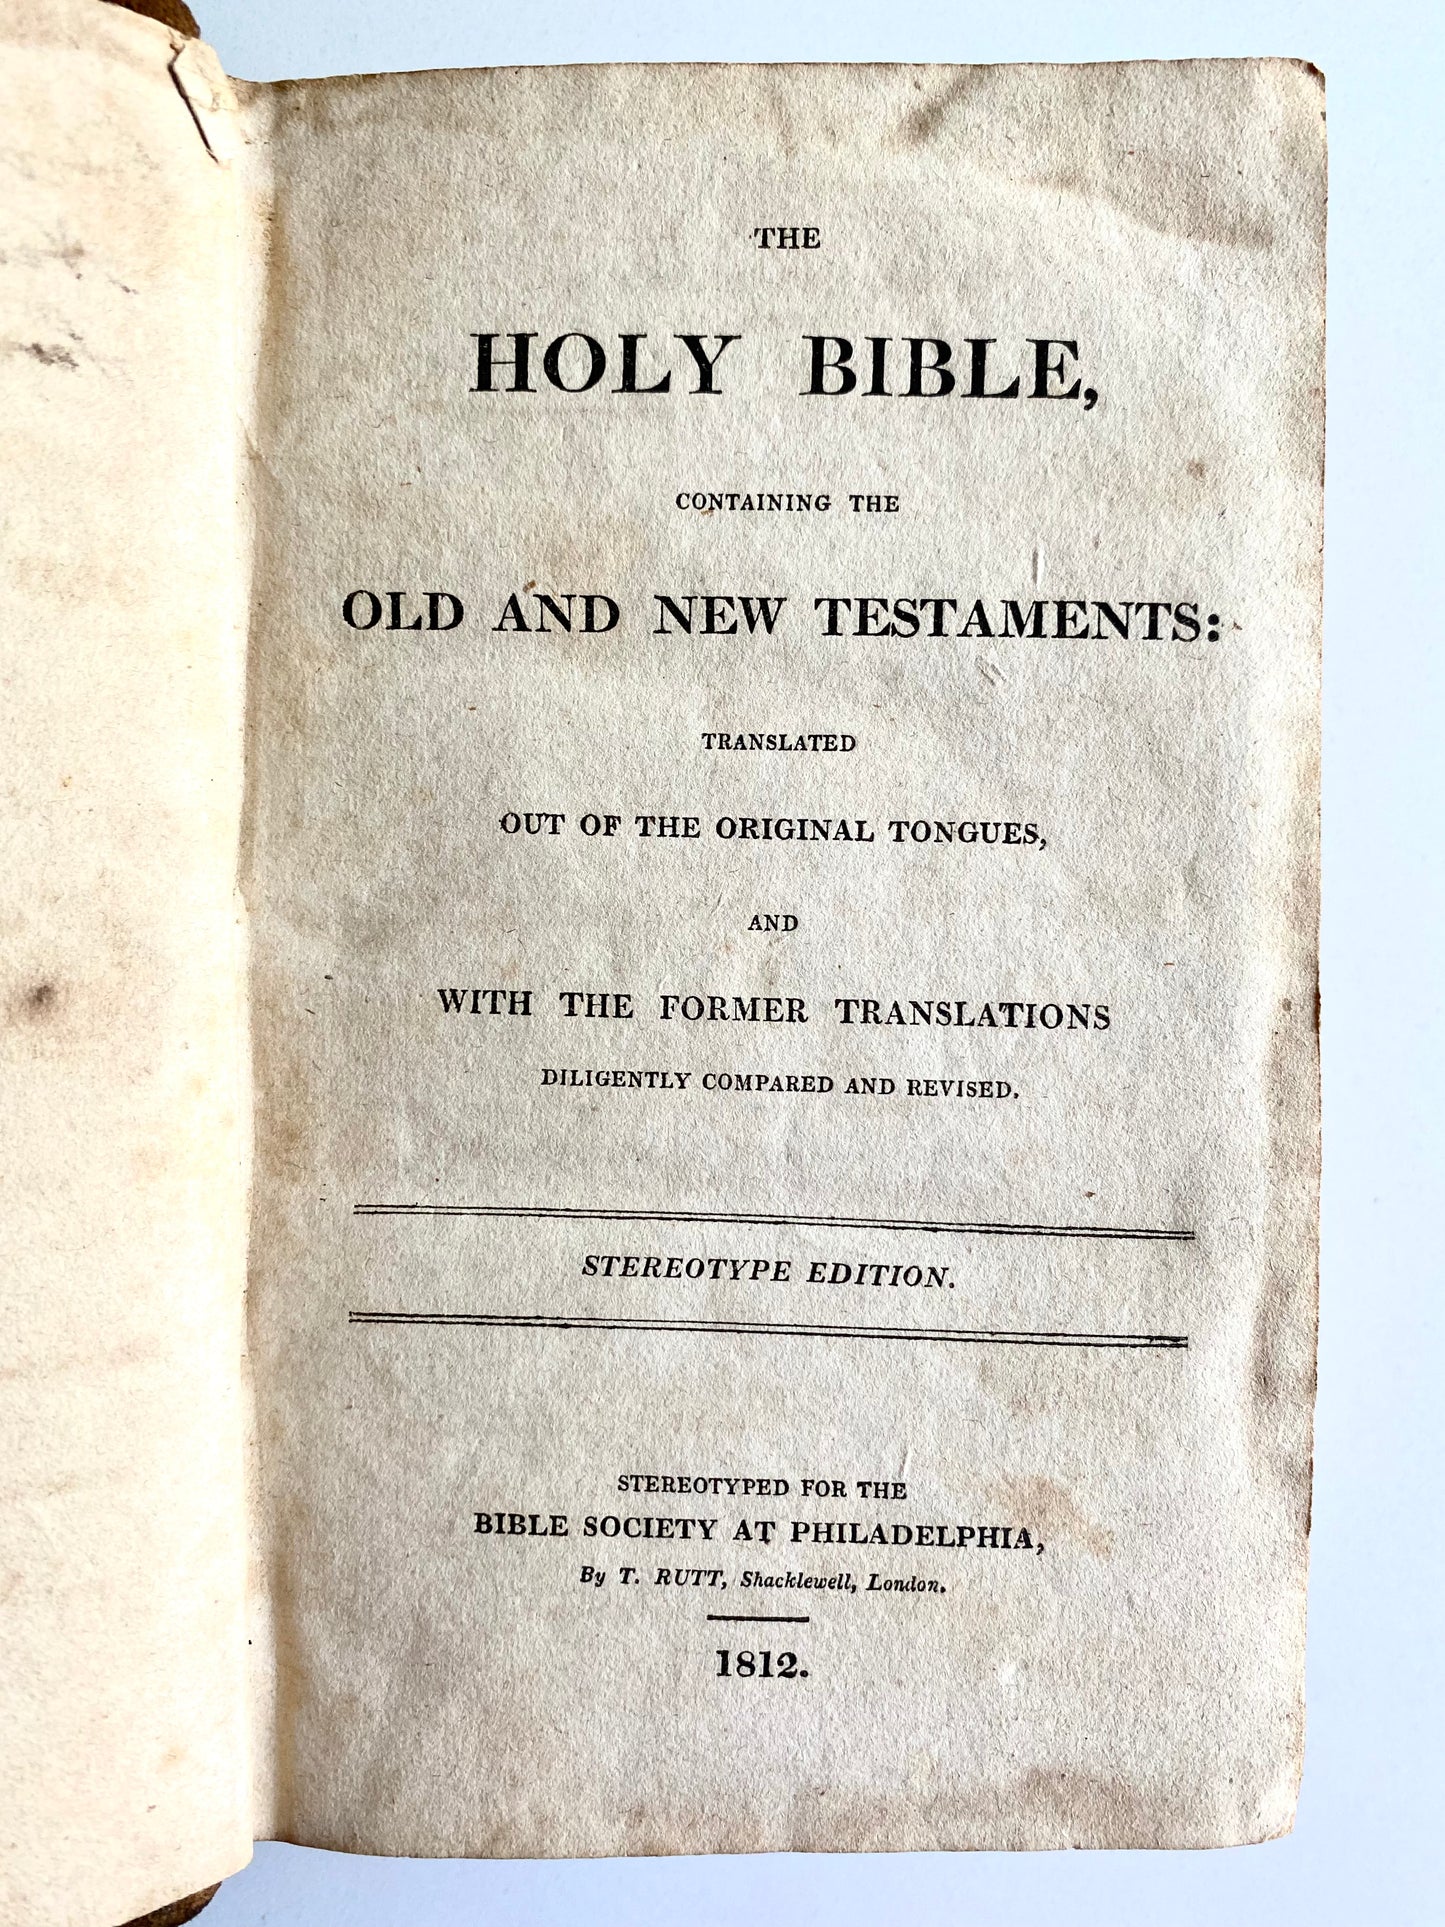 THE
HOLY BIBLE,
CONTAINING THE
OLD AND NEW TESTAMENTS:
TRANSLATED
OUT OF THE ORIGINAL TONGUES,
AND
WITH THE FORMER TRANSLATIONS
DILIGENTLY COMPARED AND REVISED.
STEREOTYPE EDITION.
STEREOTYPED FOR THE
BIBLE SOCIETY AT PHILADELPHIA,
By T. RUTT, Shacklewell, London.
1812.